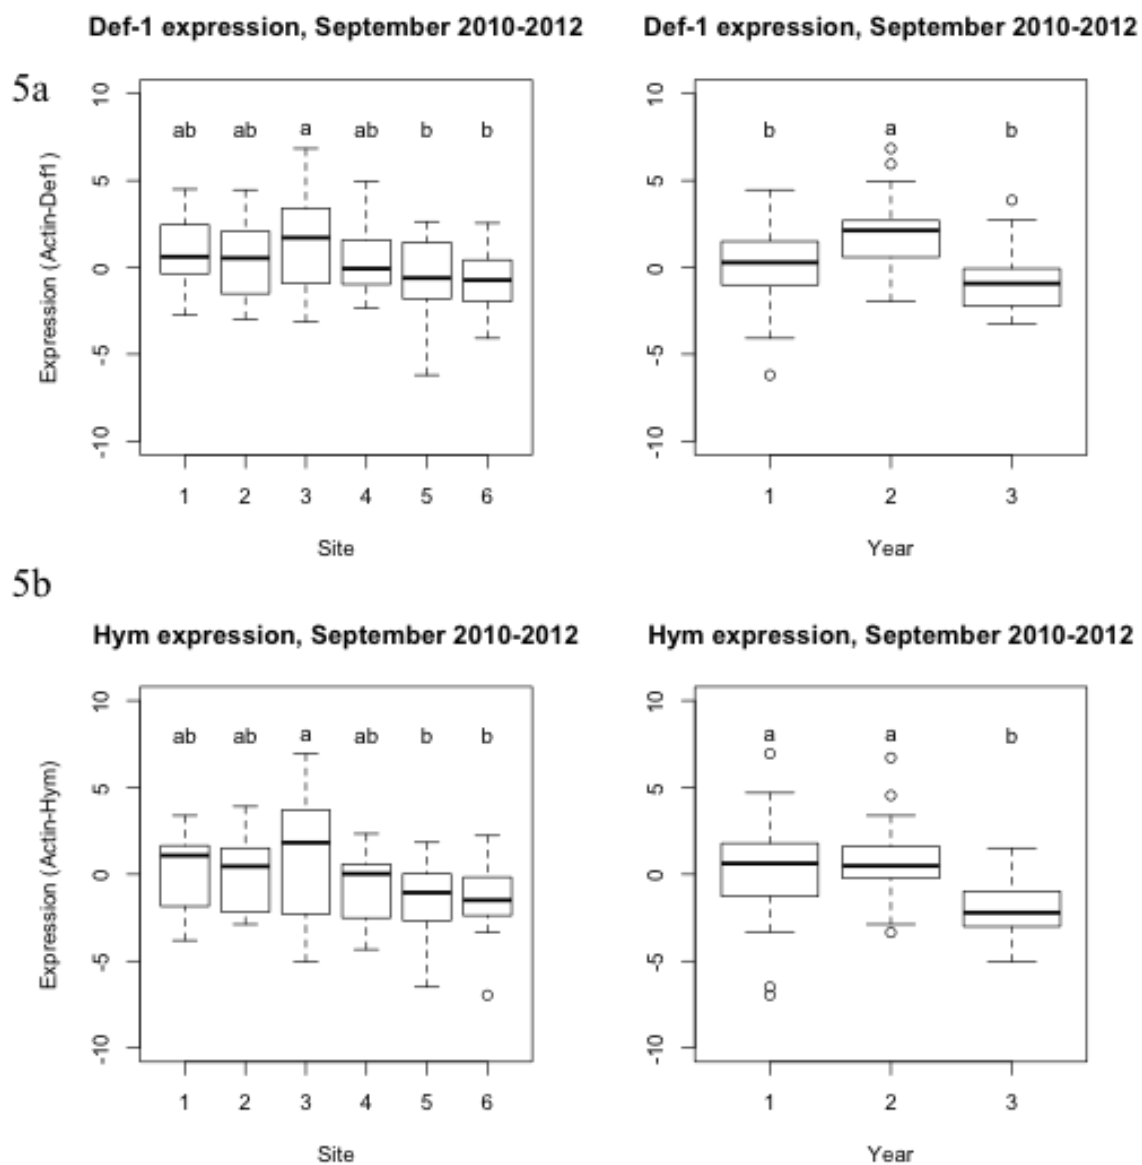 Def-1 expression, September 2010-2012
Def-1 expression, September 2010-2012
5a
Expression (Actin-Def1)
10
5
0
-5
-10
ab ab a ab b b
1 2 3 4 5 6
Site
10
5
0
-5
-10
b a b
1 2 3
Year
5b
Hym expression, September 2010-2012
Hym expression, September 2010-2012
Expression (Actin-Hym)
10
5
0
-5
-10
ab ab a ab b b
1 2 3 4 5 6
Site
10
5
0
-5
-10
a a b
1 2 3
Year